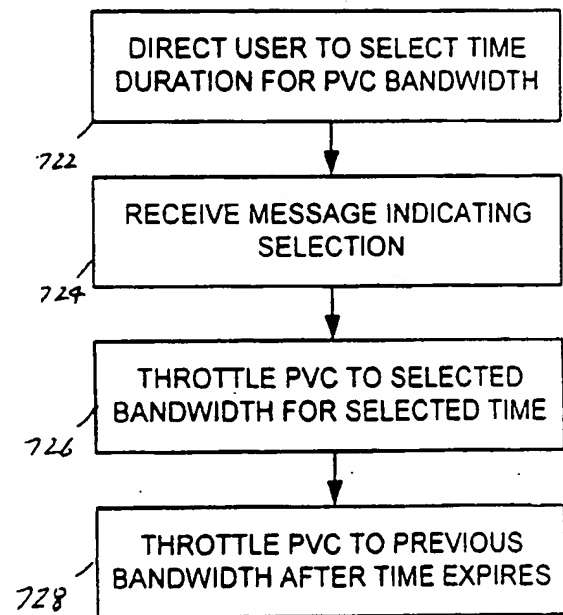 DIRECT USER TO SELECT TIME
DURATION FOR PVC BANDWIDTH
722
RECEIVE MESSAGE INDICATING
SELECTION
724
THROTTLE PVC TO SELECTED
BANDWIDTH FOR SELECTED TIME
726
THROTTLE PVC TO PREVIOUS
BANDWIDTH AFTER TIME EXPIRES
728